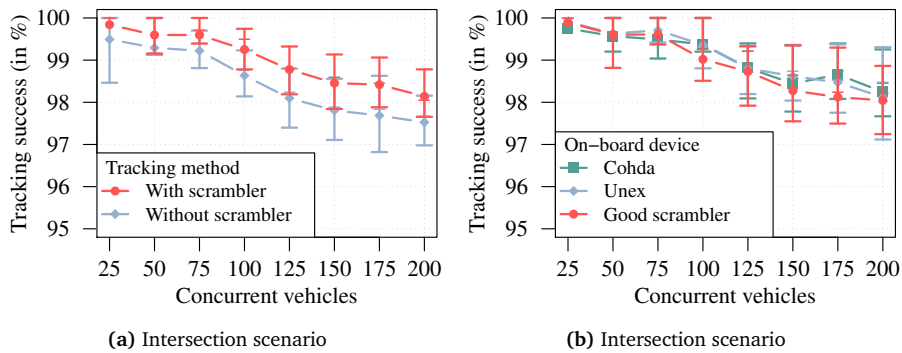 Tracking success (in %)
100
99
98
97
96
95
Tracking method
With scrambler
Without scrambler
25 50 75 100 125 150 175 200
Concurrent vehicles
(a) Intersection scenario
Tracking success (in %)
100
99
98
97
96
95
On−board device
Cohda
Unex
Good scrambler
25 50 75 100 125 150 175 200
Concurrent vehicles
(b) Intersection scenario